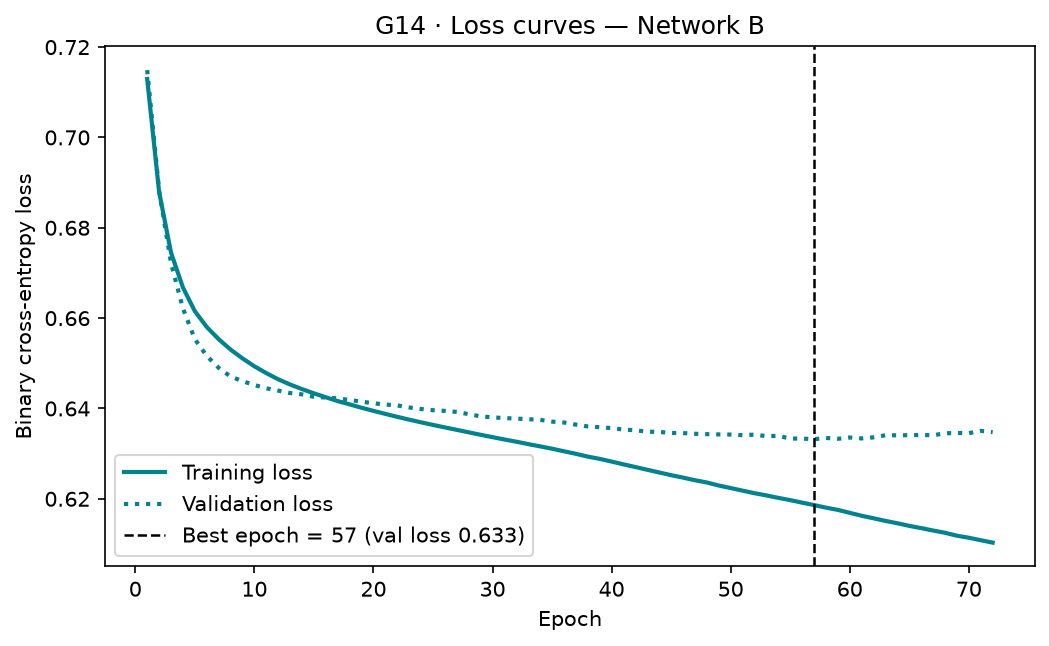 G14 · Loss curves — Network B
Binary cross-entropy loss
0.72
0.70
0.68
0.66
0.64
0.62
Training loss
Validation loss
Best epoch = 57 (val loss 0.633)
0 10 20 30 40 50 60 70
Epoch